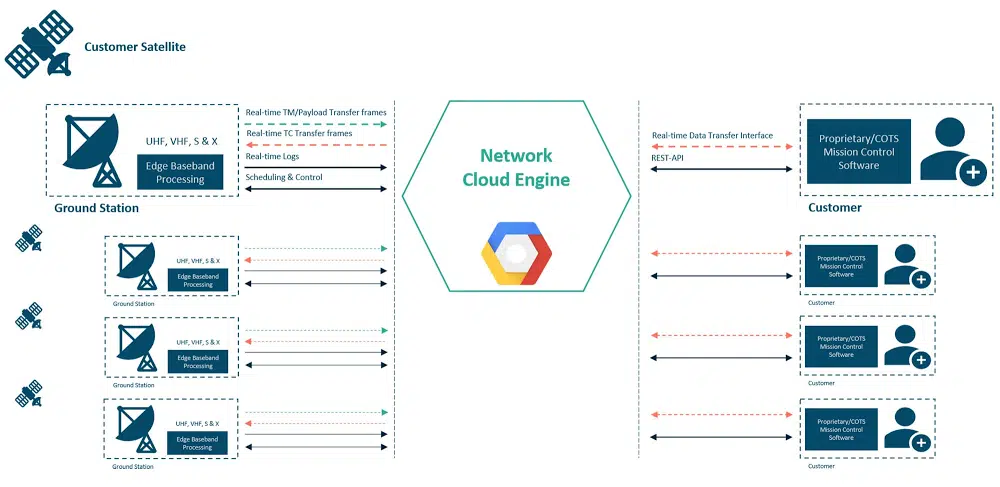 Customer Satellite
Real-time TM/Payload Transfer frames
Real-time TC Transfer frames
Real-time Logs
Scheduling & Control
UHF, VHF, S & X
Edge Baseband
Processing
Ground Station
Network
Cloud Engine
Real-time Data Transfer Interface
REST-API
Proprietary/COTS
Mission Control
Software
Customer
UHF, VHF, S & X
Edge Baseband
Processing
Ground Station
Proprietary/COTS
Mission Control
Software
Customer
UHF, VHF, S & X
Edge Baseband
Processing
Ground Station
Proprietary/COTS
Mission Control
Software
Customer
UHF, VHF, S & X
Edge Baseband
Processing
Ground Station
Proprietary/COTS
Mission Control
Software
Customer